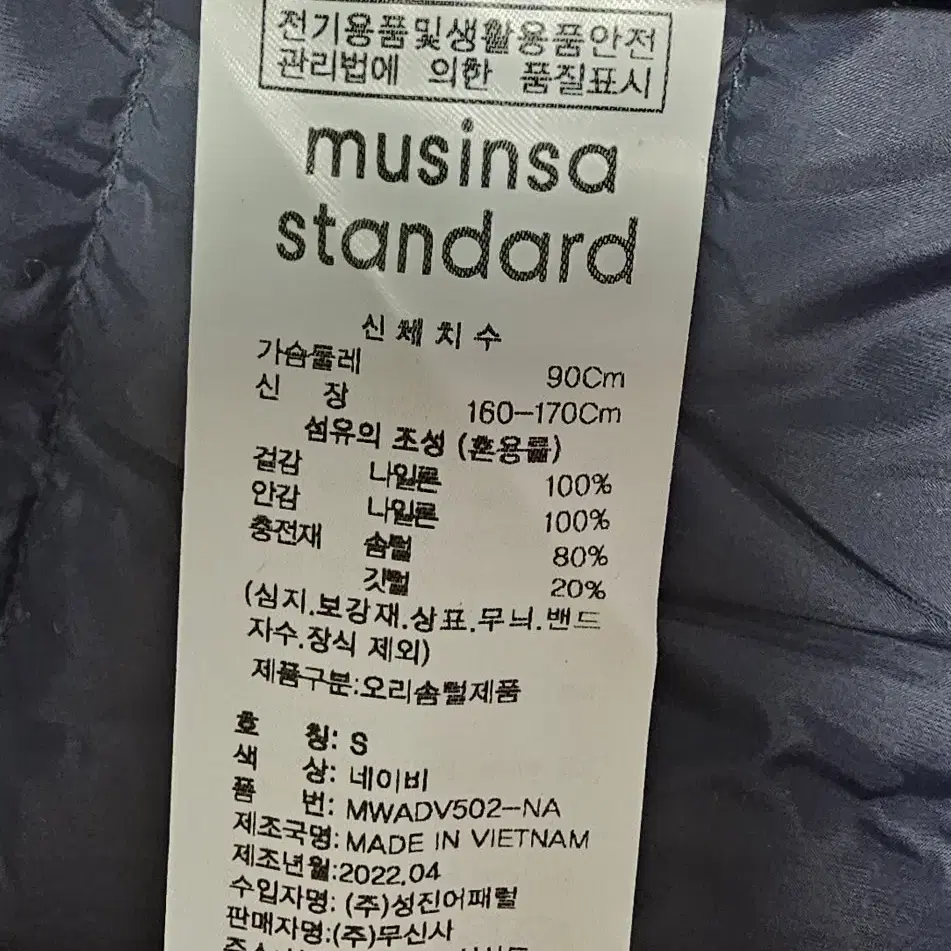 전기용품및생활용품안전
관리법에 의한 품질표시
musinsa
standard
신체치수
가슴둘레 90Cm
신 장 160-170Cm
섬유의 조성 (혼용률)
겉감 나일론 100%
안감 나일론 100%
충전재 솜털 80%
깃털 20%
(심지.보강재.상표.무늬.밴드
자수.장식 제외)
제품구분:오리솜털제품
호 칭: S
색 상: 네이비
품 번: MWADV502-NA
제조국명: MADE IN VIETNAM
제조년월:2022.04
수입자명: (주)성진어패럴
판매자명:(주)무신사